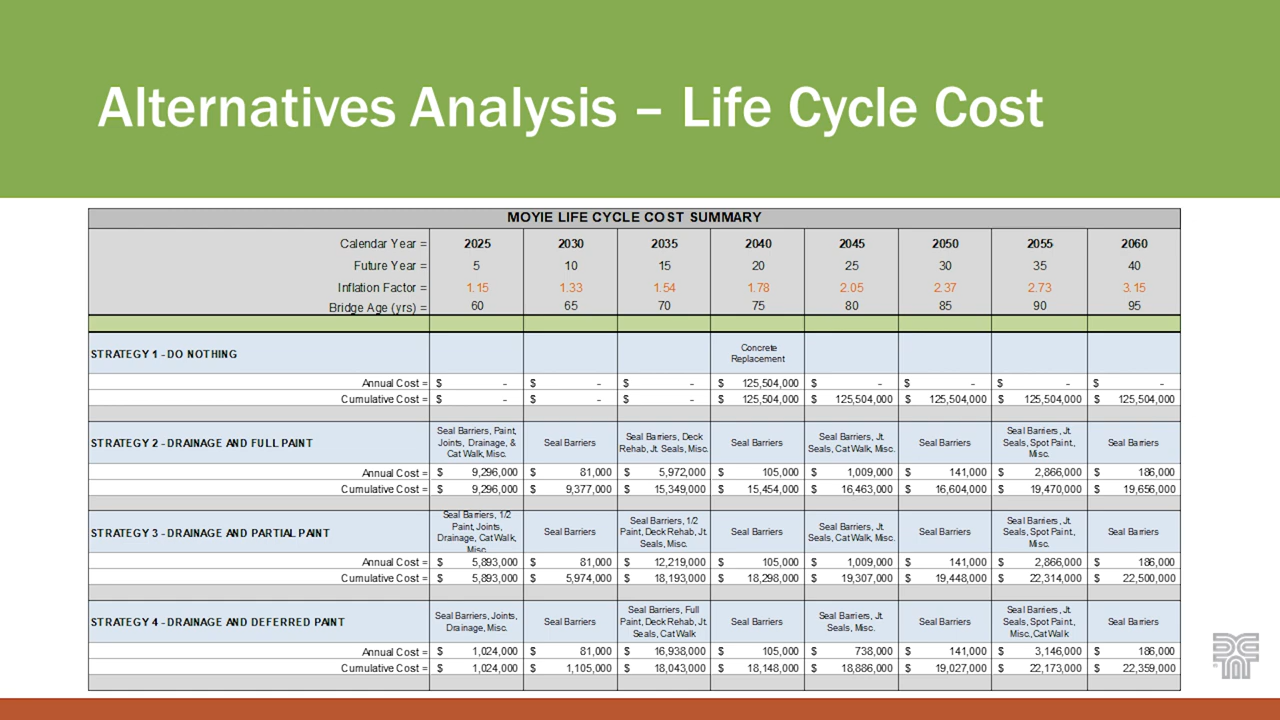 Alternatives Analysis – Life Cycle Cost
MOYIE LIFE CYCLE COST SUMMARY
Calendar Year = 2025 2030 2035 2040 2045 2050 2055 2060
Future Year = 5 10 15 20 25 30 35 40
Inflation Factor = 1.15 1.33 1.54 1.78 2.05 2.37 2.73 3.15
Bridge Age (yrs) = 60 65 70 75 80 85 90 95
STRATEGY 1 - DO NOTHING
Concrete
Replacement
Annual Cost = $ - $ - $ - $ 125,504,000 $ - $ - $ - $ -
Cumulative Cost = $ - $ - $ - $ 125,504,000 $ 125,504,000 $ 125,504,000 $ 125,504,000 $ 125,504,000
STRATEGY 2 - DRAINAGE AND FULL PAINT
Seal Barriers, Paint,
Joints, Drainage, &
Cat Walk, Misc.
Seal Barriers
Seal Barriers, Deck
Rehab, Jt. Seals, Misc.
Seal Barriers
Seal Barriers, Jt.
Seals, Cat Walk, Misc.
Seal Barriers
Seal Barriers, Jt.
Seals, Spot Paint.,
Misc.
Seal Barriers
Annual Cost = $ 9,296,000 $ 81,000 $ 5,972,000 $ 105,000 $ 1,009,000 $ 141,000 $ 2,866,000 $ 186,000
Cumulative Cost = $ 9,296,000 $ 9,377,000 $ 15,349,000 $ 15,454,000 $ 16,463,000 $ 16,604,000 $ 19,470,000 $ 19,656,000
STRATEGY 3 - DRAINAGE AND PARTIAL PAINT
Seal Barriers, 1/2
Paint, Joints,
Drainage, Cat Walk,
Misc.
Seal Barriers
Seal Barriers, 1/2
Paint, Deck Rehab, Jt.
Seals, Misc.
Seal Barriers
Seal Barriers, Jt.
Seals, Cat Walk, Misc.
Seal Barriers
Seal Barriers, Jt.
Seals, Spot Paint.,
Misc.
Seal Barriers
Annual Cost = $ 5,893,000 $ 81,000 $ 12,219,000 $ 105,000 $ 1,009,000 $ 141,000 $ 2,866,000 $ 186,000
Cumulative Cost = $ 5,893,000 $ 5,974,000 $ 18,193,000 $ 18,298,000 $ 19,307,000 $ 19,448,000 $ 22,314,000 $ 22,500,000
STRATEGY 4 - DRAINAGE AND DEFERRED PAINT
Seal Barriers, Joints,
Drainage, Misc.
Seal Barriers
Seal Barriers, Full
Paint, Deck Rehab, Jt.
Seals, Cat Walk
Seal Barriers
Seal Barriers, Jt.
Seals, Misc.
Seal Barriers
Seal Barriers, Jt.
Seals, Spot Paint.,
Misc., Cat Walk
Seal Barriers
Annual Cost = $ 1,024,000 $ 81,000 $ 16,938,000 $ 105,000 $ 738,000 $ 141,000 $ 3,146,000 $ 186,000
Cumulative Cost = $ 1,024,000 $ 1,105,000 $ 18,043,000 $ 18,148,000 $ 18,886,000 $ 19,027,000 $ 22,173,000 $ 22,359,000